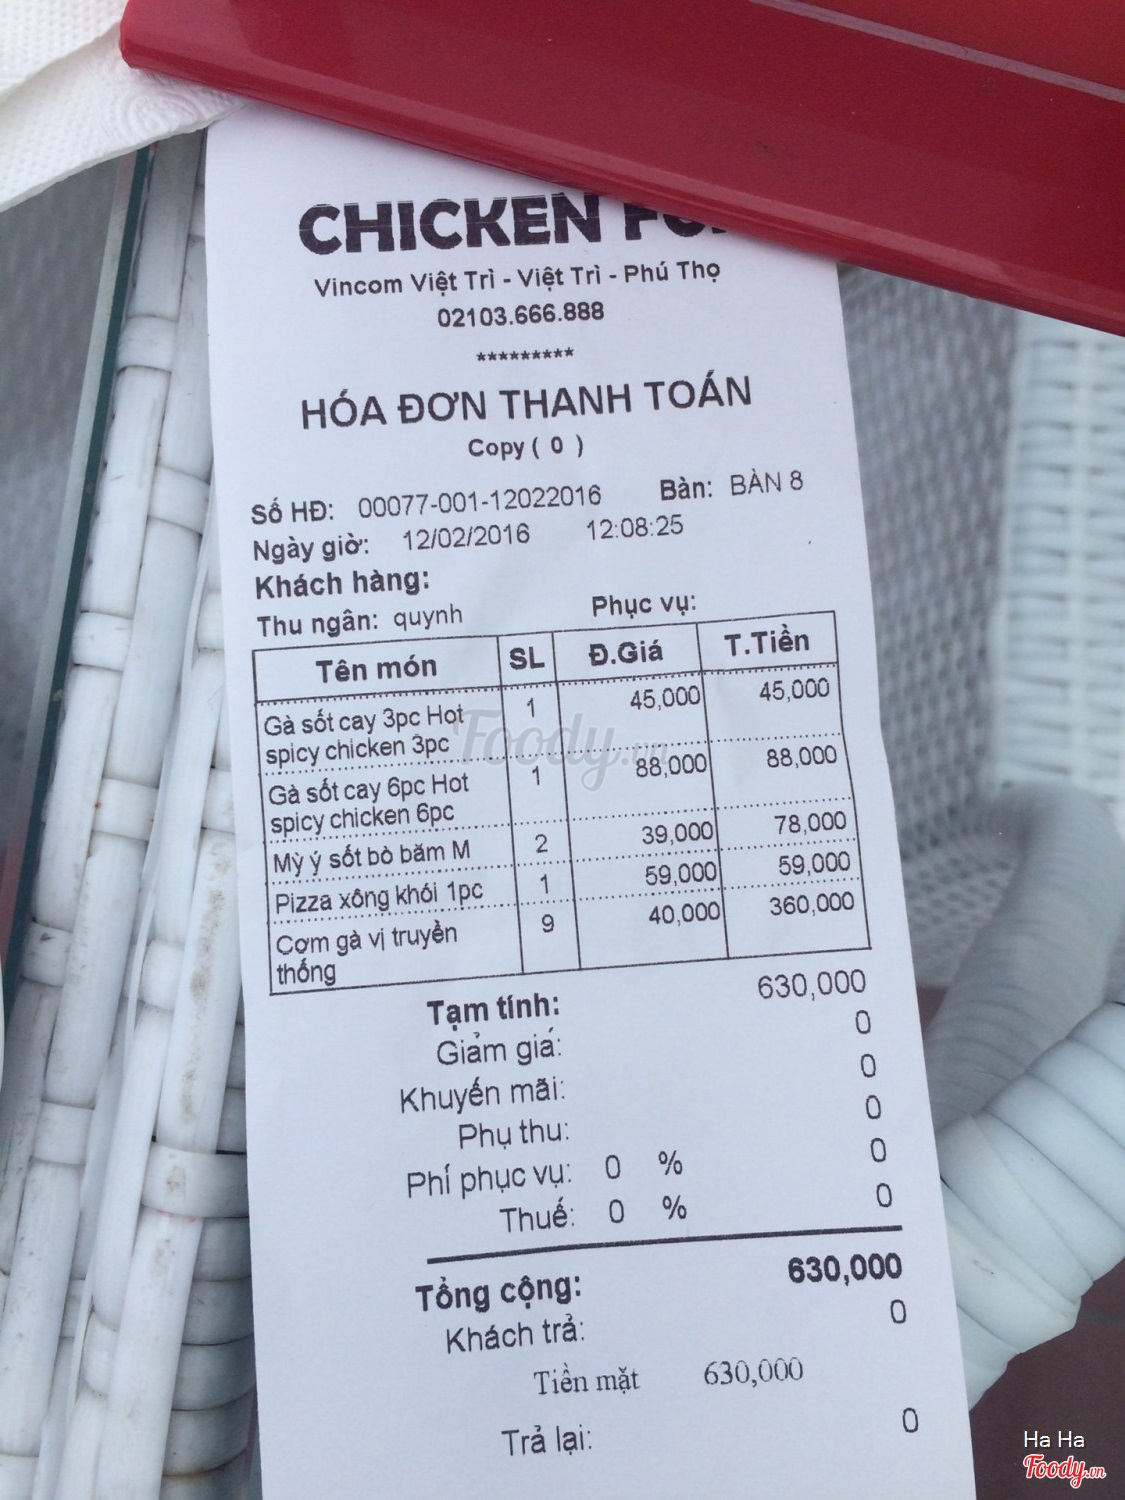 CHICKEN
Vincom Việt Trì - Việt Trì - Phú Thọ
02103.666.888
*********
HÓA ĐƠN THANH TOÁN
Copy ( 0 )
Số HĐ: 00077-001-12022016 Bàn: BÀN 8
Ngày giờ: 12/02/2016 12:08:25
Khách hàng:
Thu ngân: quynh Phục vụ:
Tên món SL Đ.Giá T.Tiền
Gà sốt cay 3pc Hot 1 45,000 45,000
spicy chicken 3pc
Gà sốt cay 6pc Hot 1 88,000 88,000
spicy chicken 6pc
Mỳ ý sốt bò băm M 2 39,000 78,000
Pizza xông khói 1pc 1 59,000 59,000
Cơm gà vị truyền 9 40,000 360,000
thống
Tạm tính: 630,000
Giảm giá: 0
Khuyến mãi: 0
Phụ thu: 0
Phí phục vụ: 0 % 0
Thuế: 0 % 0
Tổng cộng: 630,000
Khách trả: 0
Tiền mặt 630,000
Trả lại: 0
Foody.vn
Ha Ha
Foody.vn